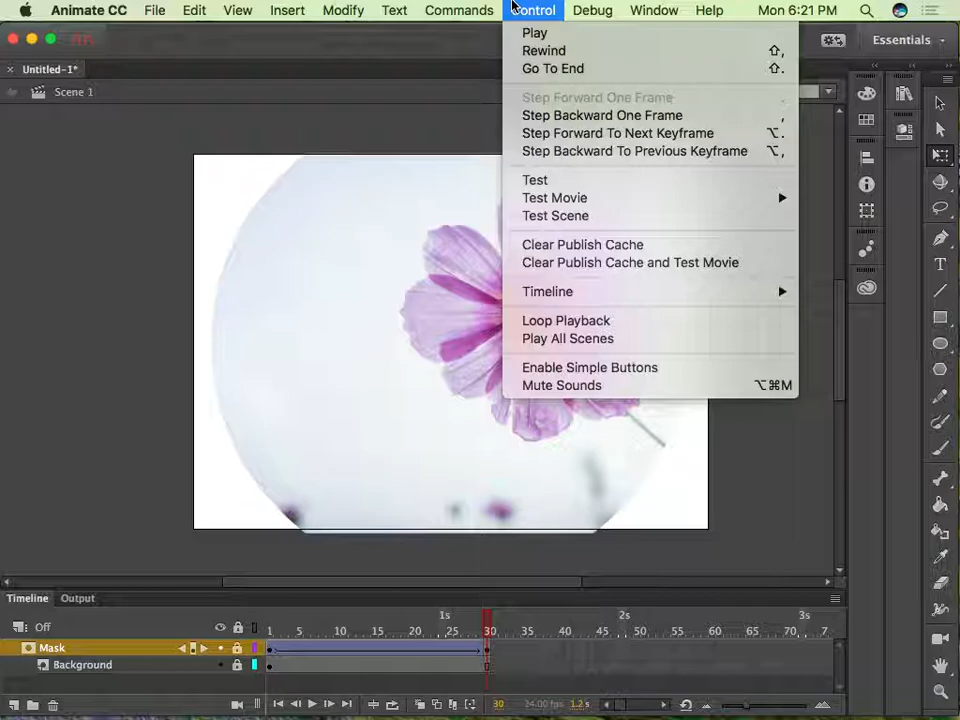 Animate CC File Edit View Insert Modify Text Commands Control Debug Window Help Mon 6:21 PM
Essentials
Untitled-1*
Scene 1
Play
Rewind ⇧,
Go To End ⇧.
Step Forward One Frame .
Step Backward One Frame ,
Step Forward To Next Keyframe ⌥.
Step Backward To Previous Keyframe ⌥,
Test
Test Movie
Test Scene
Clear Publish Cache
Clear Publish Cache and Test Movie
Timeline
Loop Playback
Play All Scenes
Enable Simple Buttons
Mute Sounds ⌥⌘M
Timeline Output
1s 2s 3s
Off 1 5 10 15 20 25 30 35 40 45 50 55 60 65 70 7
Mask
Background
30 24.00 fps 1.2 s